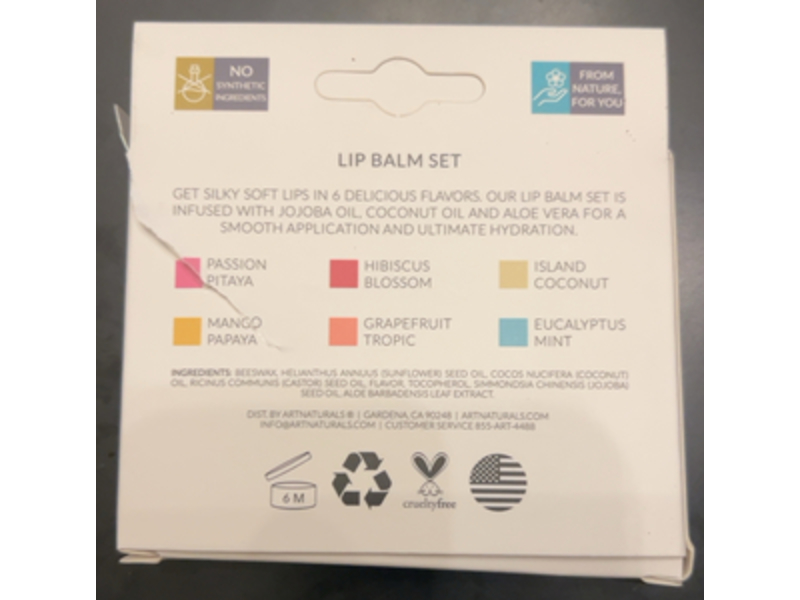 NO
SYNTHETIC
INGREDIENTS
FROM
NATURE,
FOR YOU
LIP BALM SET
GET SILKY SOFT LIPS IN 6 DELICIOUS FLAVORS. OUR LIP BALM SET IS
INFUSED WITH JOJOBA OIL, COCONUT OIL AND ALOE VERA FOR A
SMOOTH APPLICATION AND ULTIMATE HYDRATION.
PASSION
PITAYA
HIBISCUS
BLOSSOM
ISLAND
COCONUT
MANGO
PAPAYA
GRAPEFRUIT
TROPIC
EUCALYPTUS
MINT
INGREDIENTS: BEESWAX, HELIANTHUS ANNUUS (SUNFLOWER) SEED OIL, COCOS NUCIFERA (COCONUT)
OIL, RICINUS COMMUNIS (CASTOR) SEED OIL, FLAVOR, TOCOPHEROL, SIMMONDSIA CHINENSIS (JOJOBA)
SEED OIL, ALOE BARBADENSIS LEAF EXTRACT.
DIST. BY ARTNATURALS ® | GARDENA, CA 90248 | ARTNATURALS.COM
INFO@ARTNATURALS.COM | CUSTOMER SERVICE 855-ART-4488
6 M
crueltyfree